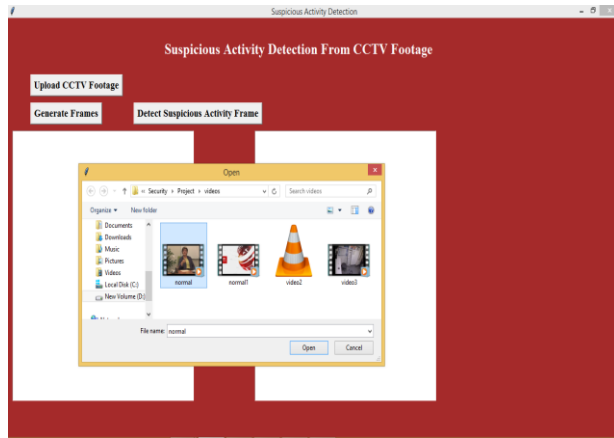 Suspicious Activity Detection
Suspicious Activity Detection From CCTV Footage
Upload CCTV Footage
Generate Frames
Detect Suspicious Activity Frame
Open
« Security › Project › videos
Search videos
Organize
New folder
Documents
Downloads
Music
Pictures
Videos
Local Disk (C:)
New Volume (D:)
normal
normal1
video2
video3
File name: normal
Open
Cancel